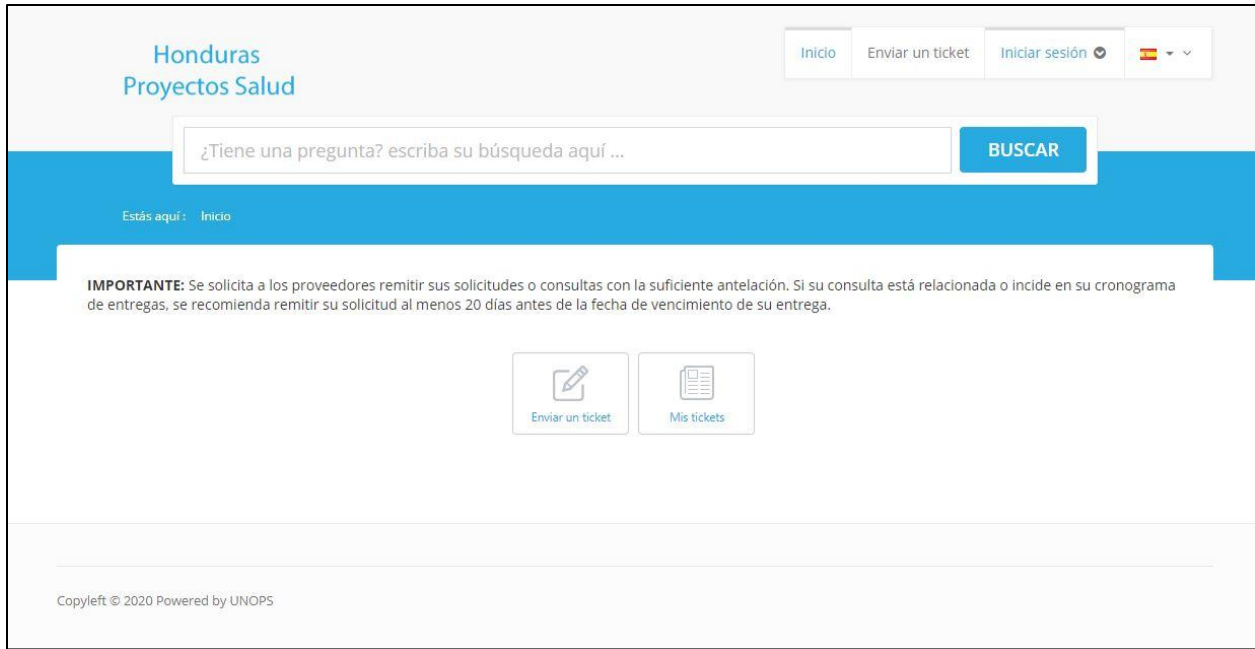 Honduras
Proyectos Salud
Inicio
Enviar un ticket
Iniciar sesión
¿Tiene una pregunta? escriba su búsqueda aquí ...
BUSCAR
Estás aquí : Inicio
IMPORTANTE: Se solicita a los proveedores remitir sus solicitudes o consultas con la suficiente antelación. Si su consulta está relacionada o incide en su cronograma
de entregas, se recomienda remitir su solicitud al menos 20 días antes de la fecha de vencimiento de su entrega.
Enviar un ticket
Mis tickets
Copyleft © 2020 Powered by UNOPS